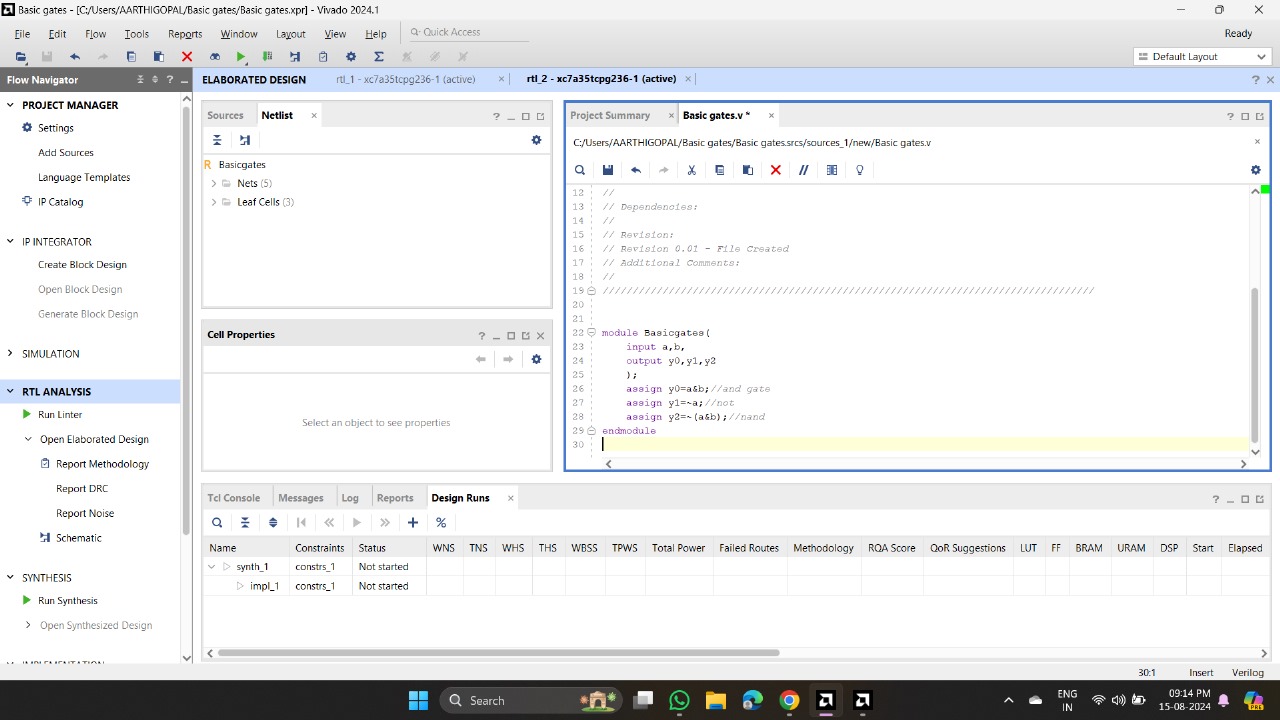 Basic gates - [C:/Users/AARTHIGOPAL/Basic gates/Basic gates.xpr] - Vivado 2024.1
File Edit Flow Tools Reports Window Layout View Help Quick Access Ready
Default Layout
Flow Navigator ? ELABORATED DESIGN rtl_1 - xc7a35tcpg236-1 (active) rtl_2 - xc7a35tcpg236-1 (active) ?
PROJECT MANAGER
Settings
Add Sources
Language Templates
IP Catalog
IP INTEGRATOR
Create Block Design
Open Block Design
Generate Block Design
SIMULATION
RTL ANALYSIS
Run Linter
Open Elaborated Design
Report Methodology
Report DRC
Report Noise
Schematic
SYNTHESIS
Run Synthesis
Open Synthesized Design
Sources Netlist ?
R Basicgates
Nets (5)
Leaf Cells (3)
Cell Properties ?
Select an object to see properties
Project Summary Basic gates.v * ?
C:/Users/AARTHIGOPAL/Basic gates/Basic gates.srcs/sources_1/new/Basic gates.v
12 //
13 // Dependencies:
14 //
15 // Revision:
16 // Revision 0.01 - File Created
17 // Additional Comments:
18 //
19 //////////////////////////////////////////////////////////////////////////////////
20
21
22 module Basicgates(
23 input a,b,
24 output y0,y1,y2
25 );
26 assign y0=a&b;//and gate
27 assign y1=~a;//not
28 assign y2=~(a&b);//nand
29 endmodule
30
Tcl Console Messages Log Reports Design Runs ?
Name Constraints Status WNS TNS WHS THS WBSS TPWS Total Power Failed Routes Methodology RQA Score QoR Suggestions LUT FF BRAM URAM DSP Start Elapsed
synth_1 constrs_1 Not started
impl_1 constrs_1 Not started
30:1 Insert Verilog
Search ENG IN 09:14 PM 15-08-2024